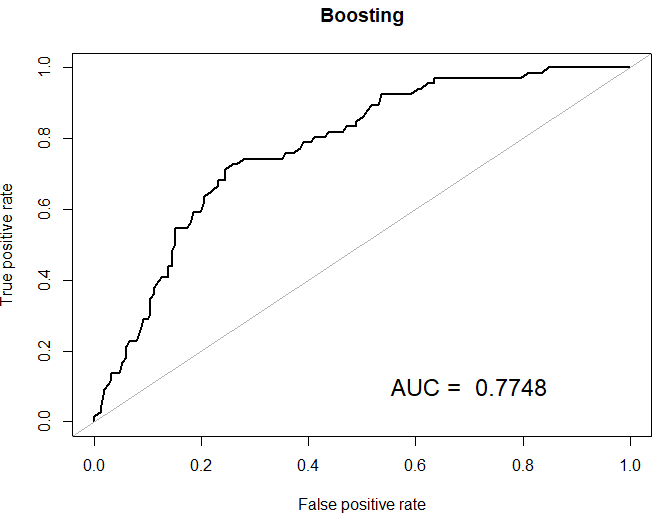 Boosting
True positive rate
1.0
0.8
0.6
0.4
0.2
0.0
AUC = 0.7748
0.0 0.2 0.4 0.6 0.8 1.0
False positive rate